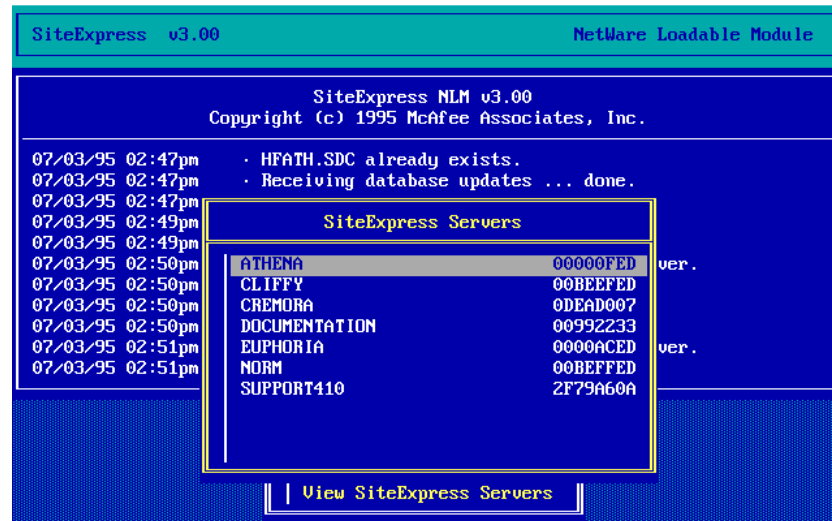 SiteExpress v3.00 NetWare Loadable Module
SiteExpress NLM v3.00
Copyright (c) 1995 McAfee Associates, Inc.
07/03/95 02:47pm · HFATH.SDC already exists.
07/03/95 02:47pm · Receiving database updates ... done.
07/03/95 02:47pm
07/03/95 02:49pm
07/03/95 02:49pm
07/03/95 02:50pm ver.
07/03/95 02:50pm
07/03/95 02:50pm
07/03/95 02:50pm
07/03/95 02:51pm ver.
07/03/95 02:51pm
SiteExpress Servers
ATHENA 00000FED
CLIFFY 00BEEFED
CREMORA 0DEAD007
DOCUMENTATION 00992233
EUPHORIA 0000ACED
NORM 00BEFFED
SUPPORT410 2F79A60A
View SiteExpress Servers